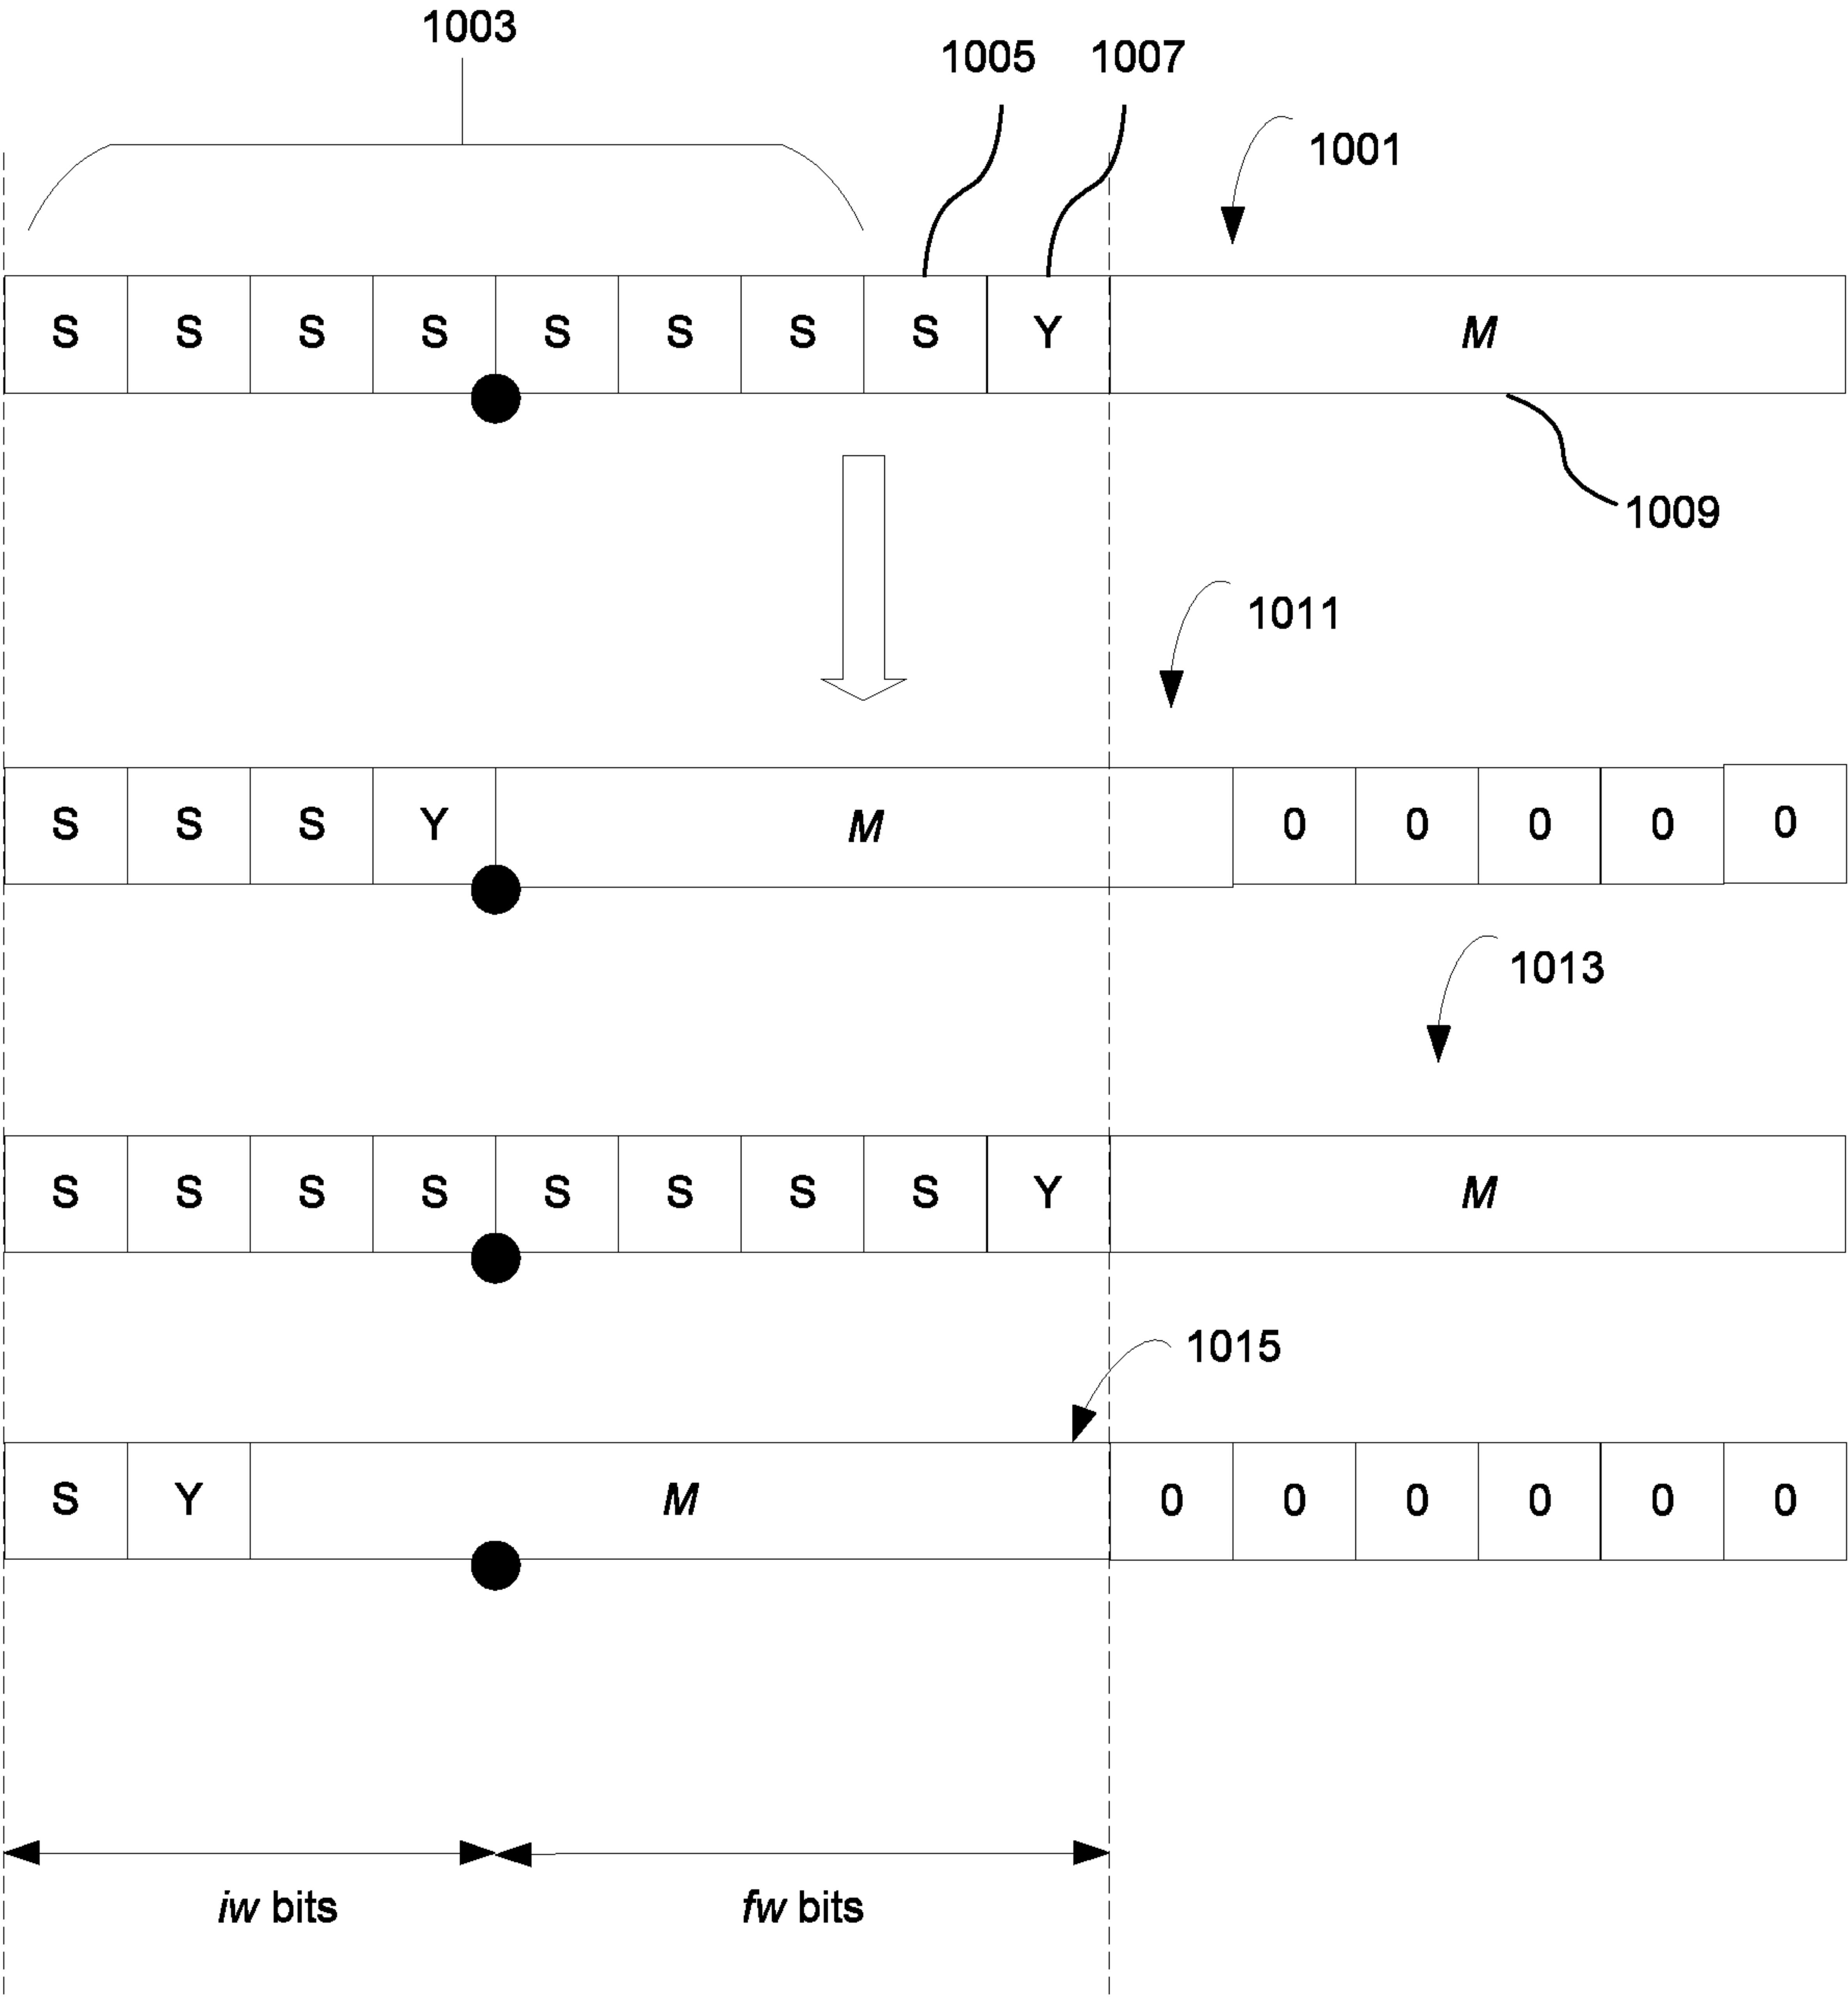 1003
1005 1007
1001
S S S S S S S S Y M
1009
1011
S S S Y M 0 0 0 0 0
1013
S S S S S S S S Y M
1015
S Y M 0 0 0 0 0 0
iw bits fw bits